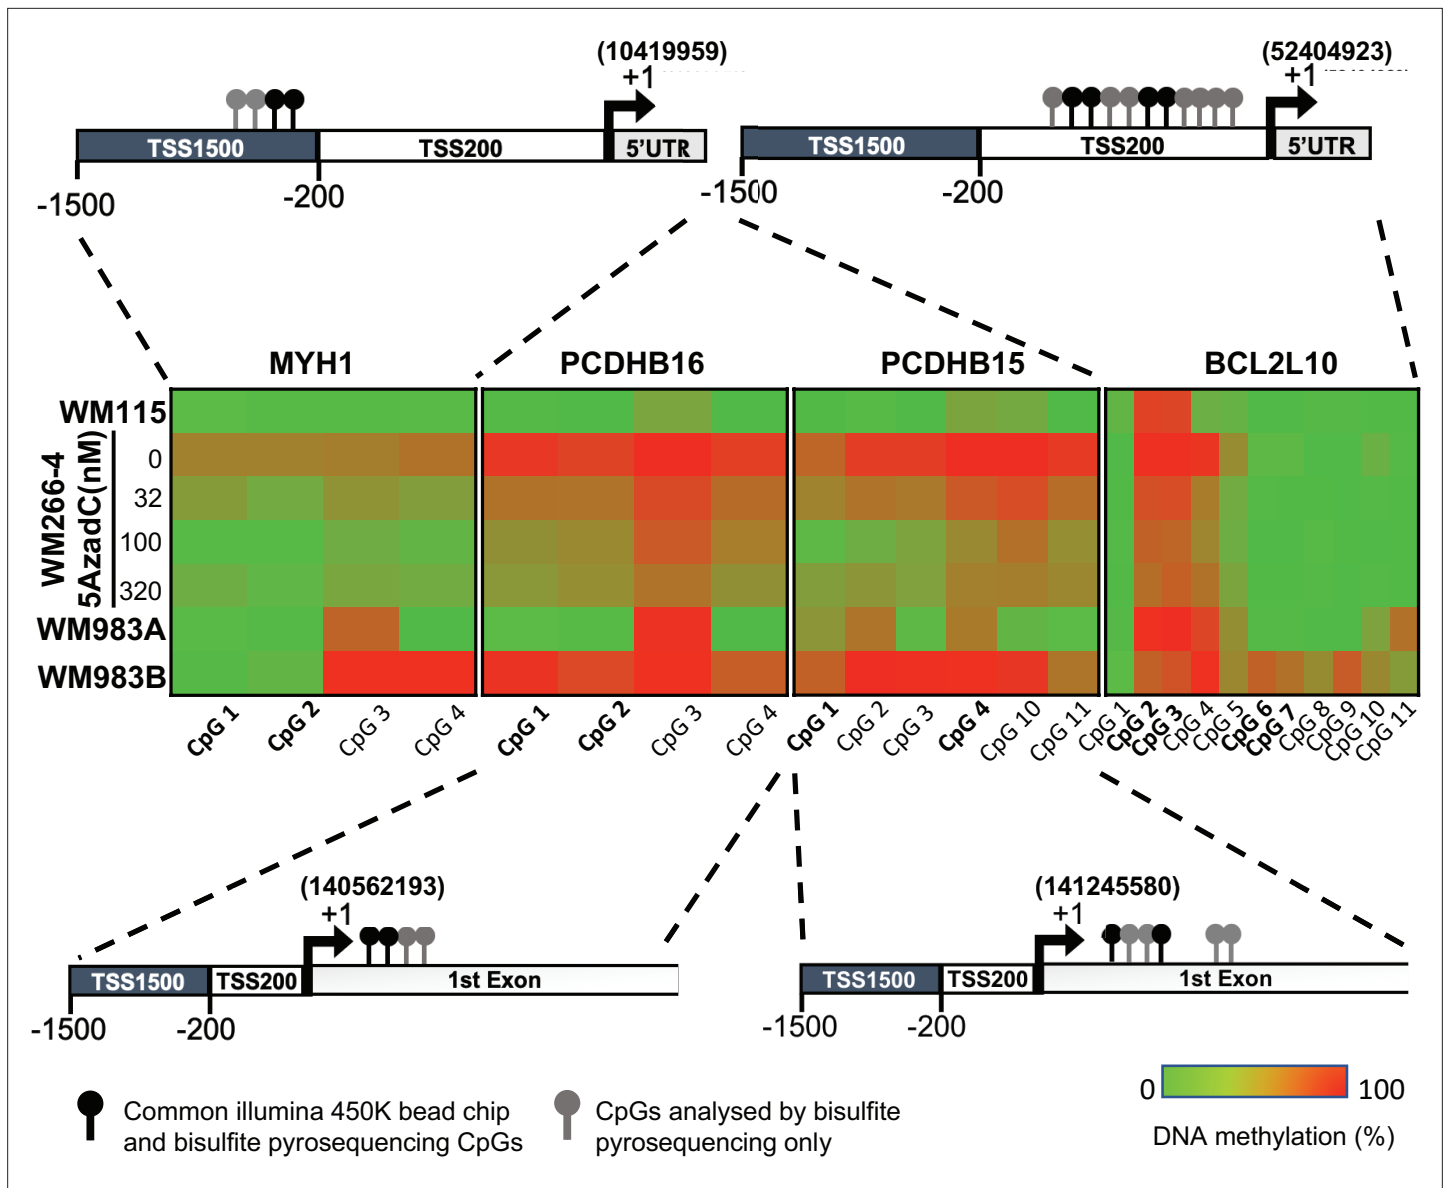 (10419959)
+1
(52404923)
+1
TSS1500
TSS200
5'UTR
TSS1500
TSS200
5'UTR
-1500
-200
-1500
-200
MYH1
PCDHB16
PCDHB15
BCL2L10
WM115
WM266-4
5AzadC(nM)
0
32
100
320
WM983A
WM983B
CpG 1
CpG 2
CpG 3
CpG 4
CpG 1
CpG 2
CpG 3
CpG 4
CpG 1
CpG 2
CpG 3
CpG 4
CpG 10
CpG 11
CpG 1
CpG 2
CpG 3
CpG 4
CpG 5
CpG 6
CpG 7
CpG 8
CpG 9
CpG 10
CpG 11
(140562193)
+1
(141245580)
+1
TSS1500
TSS200
1st Exon
TSS1500
TSS200
1st Exon
-1500
-200
-1500
-200
Common illumina 450K bead chip
and bisulfite pyrosequencing CpGs
CpGs analysed by bisulfite
pyrosequencing only
0
100
DNA methylation (%)